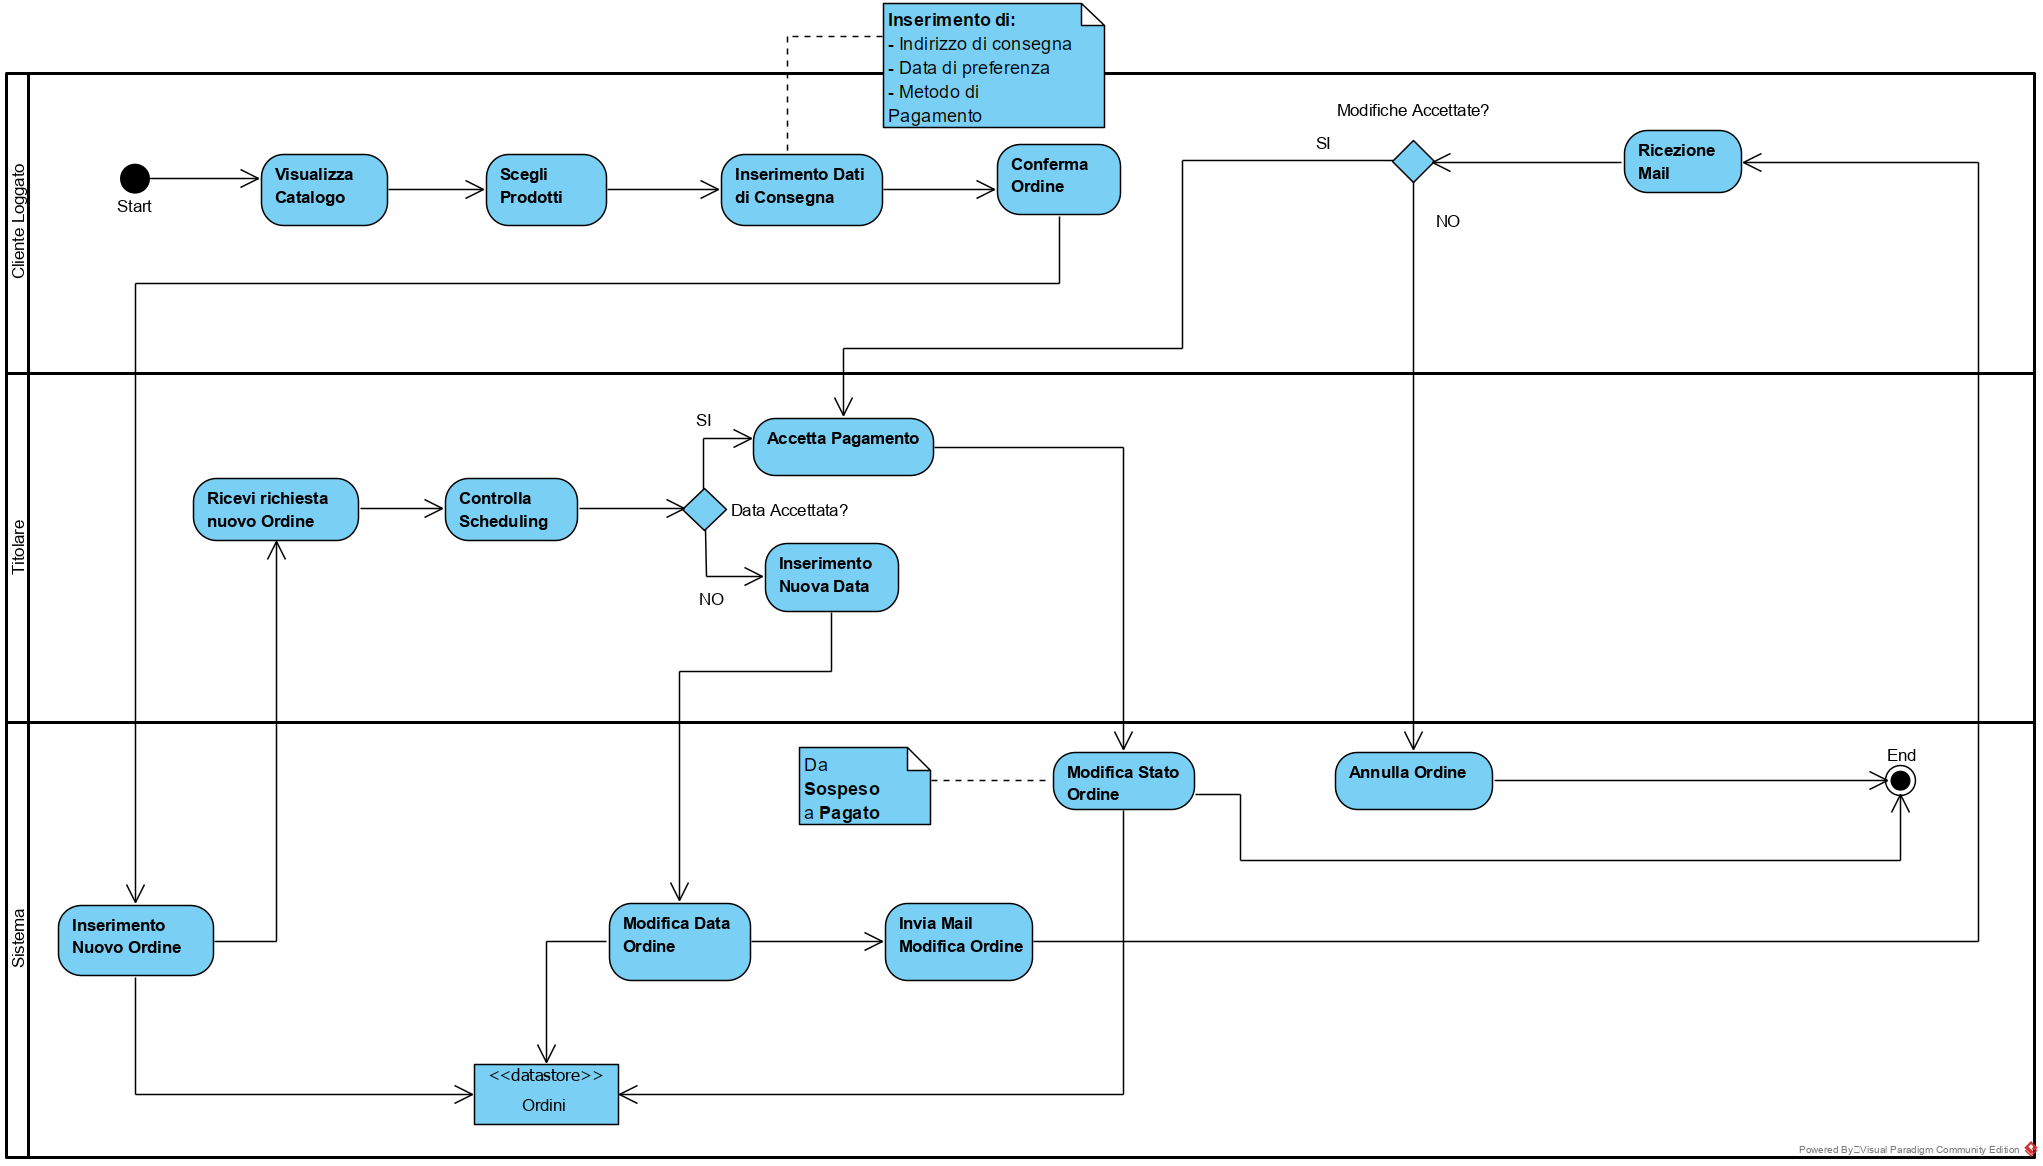 Inserimento di:
- Indirizzo di consegna
- Data di preferenza
- Metodo di
Pagamento
Cliente Loggato
Start
Visualizza
Catalogo
Scegli
Prodotti
Inserimento Dati
di Consegna
Conferma
Ordine
Modifiche Accettate?
SI
NO
Ricezione
Mail
Titolare
Ricevi richiesta
nuovo Ordine
Controlla
Scheduling
SI
Data Accettata?
NO
Accetta Pagamento
Inserimento
Nuova Data
Sistema
Da
Sospeso
a Pagato
Modifica Stato
Ordine
Annulla Ordine
End
Inserimento
Nuovo Ordine
Modifica Data
Ordine
Invia Mail
Modifica Ordine
<<datastore>>
Ordini
Powered By Visual Paradigm Community Edition